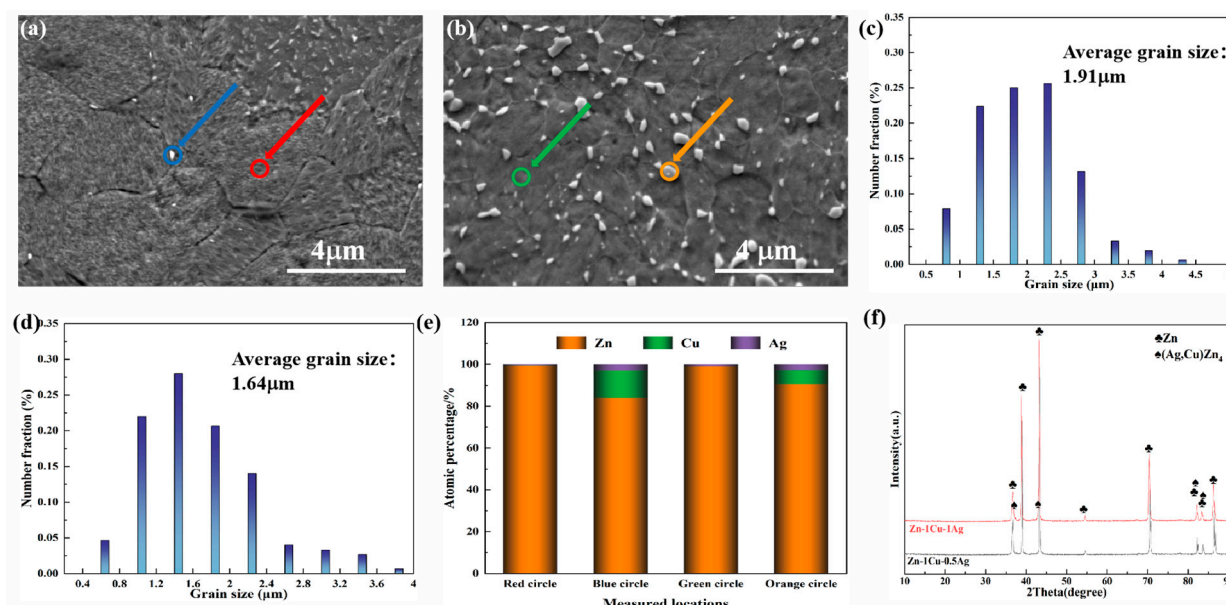 (a)
4μm
(b)
4 μm
(c)
Average grain size:
1.91μm
Number fraction (%)
0.35
0.30
0.25
0.20
0.15
0.10
0.05
0.00
0.5 1 1.5 2 2.5 3 3.5 4 4.5
Grain size (μm)
(d)
Average grain size:
1.64μm
Number fraction (%)
0.35
0.30
0.25
0.20
0.15
0.10
0.05
0.00
0.4 0.8 1.2 1.6 2 2.4 2.8 3.2 3.6 4
Grain size (μm)
(e)
Zn Cu Ag
Atomic percentage/%
120
100
80
60
40
20
0
Red circle Blue circle Green circle Orange circle
Measured locations
(f)
♣Zn
♠(Ag,Cu)Zn₄
Intensity(a.u.)
Zn-1Cu-1Ag
Zn-1Cu-0.5Ag
10 20 30 40 50 60 70 80 90
2Theta(degree)